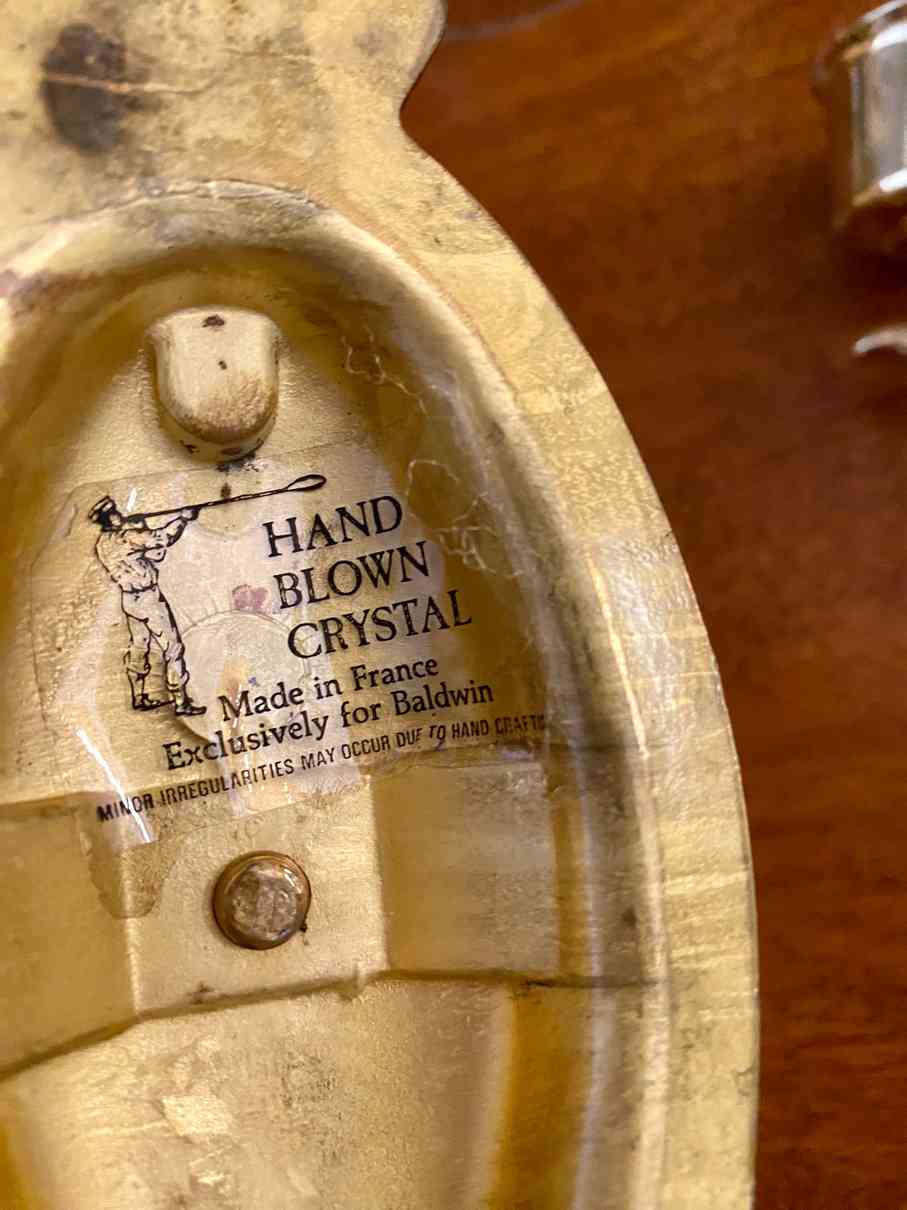 HAND
BLOWN
CRYSTAL
Made in France
Exclusively for Baldwin
MINOR IRREGULARITIES MAY OCCUR DUE TO HAND